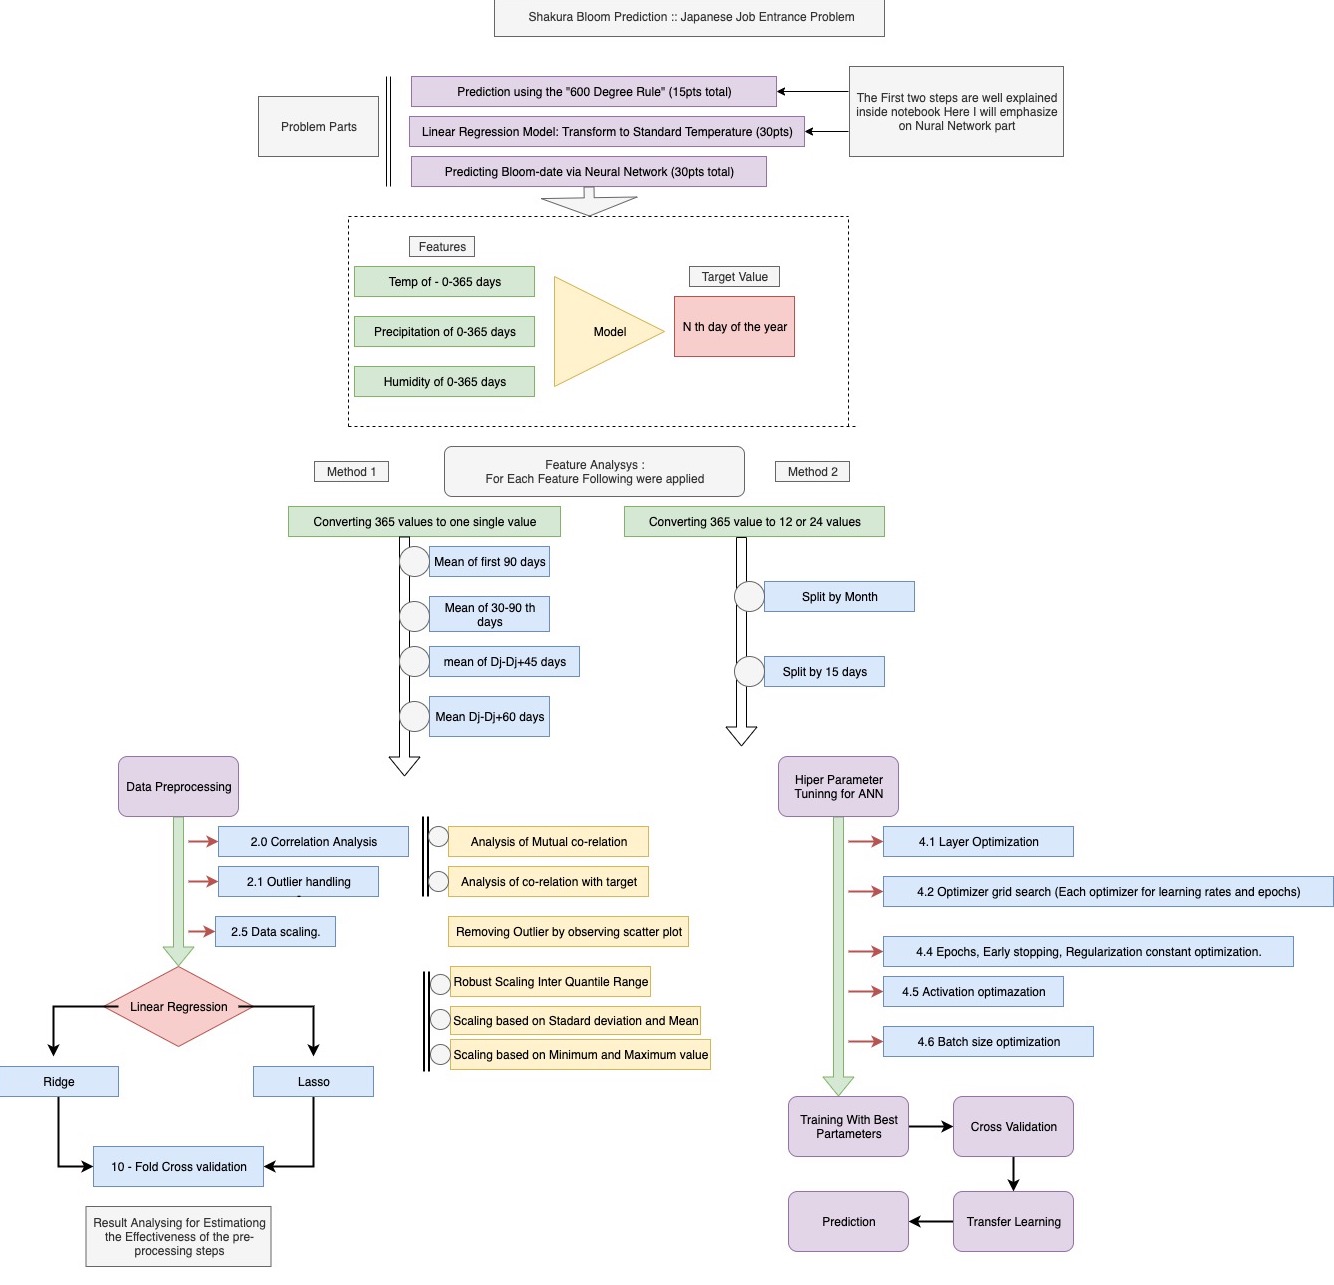 Shakura Bloom Prediction :: Japanese Job Entrance Problem
Problem Parts
Prediction using the "600 Degree Rule" (15pts total)
Linear Regression Model: Transform to Standard Temperature (30pts)
Predicting Bloom-date via Neural Network (30pts total)
The First two steps are well explained
inside notebook Here I will emphasize
on Nural Network part
Features
Temp of - 0-365 days
Precipitation of 0-365 days
Humidity of 0-365 days
Model
Target Value
N th day of the year
Method 1
Feature Analysys :
For Each Feature Following were applied
Method 2
Converting 365 values to one single value
Mean of first 90 days
Mean of 30-90 th
days
mean of Dj-Dj+45 days
Mean Dj-Dj+60 days
Converting 365 value to 12 or 24 values
Split by Month
Split by 15 days
Data Preprocessing
2.0 Correlation Analysis
2.1 Outlier handling
2.5 Data scaling.
Analysis of Mutual co-relation
Analysis of co-relation with target
Removing Outlier by observing scatter plot
Robust Scaling Inter Quantile Range
Scaling based on Stadard deviation and Mean
Scaling based on Minimum and Maximum value
Linear Regression
Ridge
Lasso
10 - Fold Cross validation
Result Analysing for Estimationg
the Effectiveness of the pre-
processing steps
Hiper Parameter
Tuninng for ANN
4.1 Layer Optimization
4.2 Optimizer grid search (Each optimizer for learning rates and epochs)
4.4 Epochs, Early stopping, Regularization constant optimization.
4.5 Activation optimazation
4.6 Batch size optimization
Training With Best
Partameters
Cross Validation
Transfer Learning
Prediction